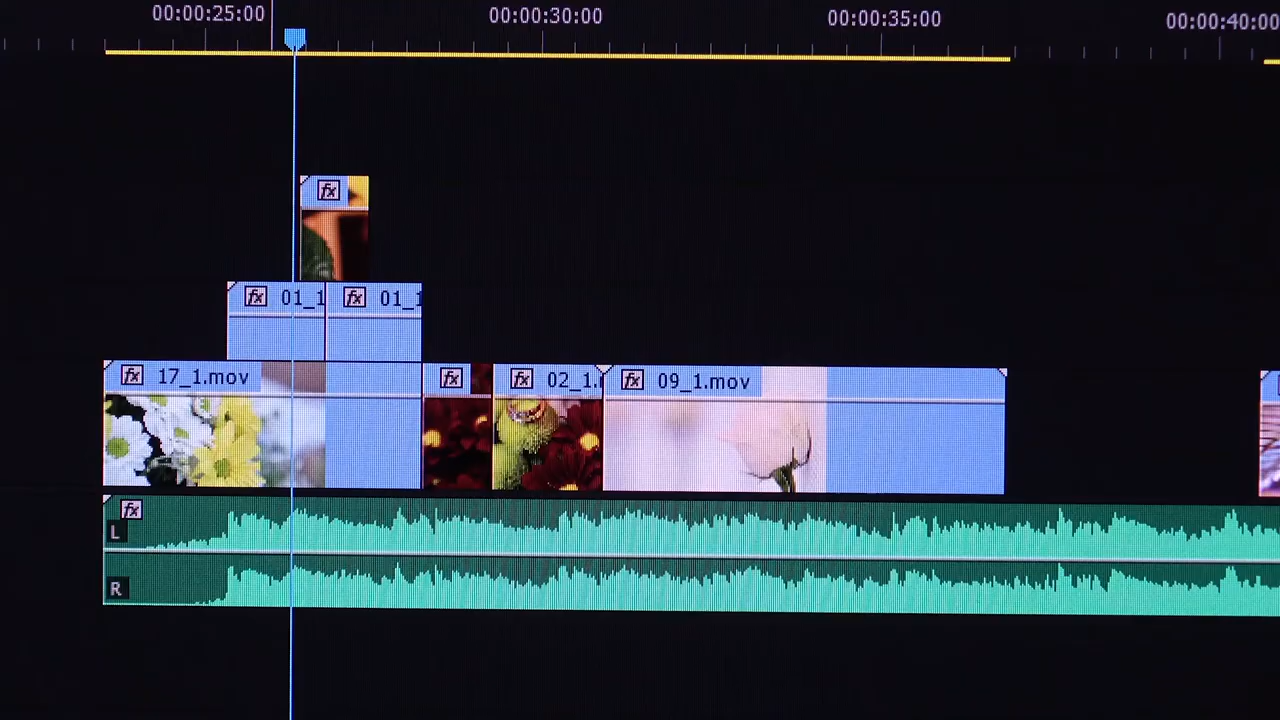 00:00:25:00 00:00:30:00 00:00:35:00 00:00:40:00
fx
fx 01_1 fx 01_1
fx 17_1.mov fx fx 02_1.r fx 09_1.mov
fx
L
R